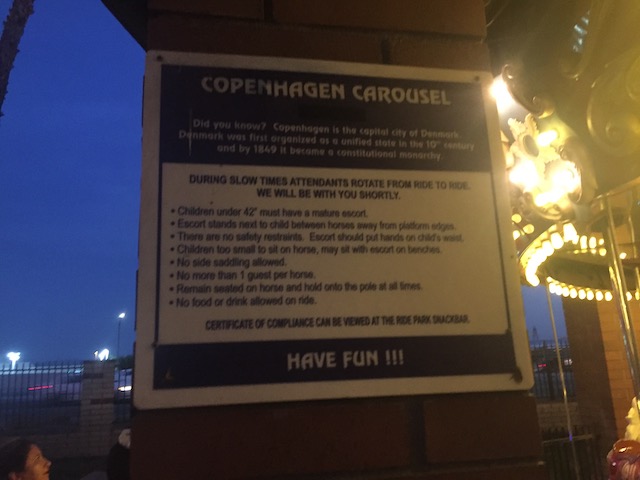 COPENHAGEN CAROUSEL
Did you know? Copenhagen is the capital city of Denmark.
Denmark was first organized as a unified state in the 10th century
and by 1849 it became a constitutional monarchy.
DURING SLOW TIMES ATTENDANTS ROTATE FROM RIDE TO RIDE.
WE WILL BE WITH YOU SHORTLY.
• Children under 42" must have a mature escort.
• Escort stands next to child between horses away from platform edges.
• There are no safety restraints. Escort should put hands on child's waist.
• Children too small to sit on horse, may sit with escort on benches.
• No side saddling allowed.
• No more than 1 guest per horse.
• Remain seated on horse and hold onto the pole at all times.
• No food or drink allowed on ride.
CERTIFICATE OF COMPLIANCE CAN BE VIEWED AT THE RIDE PARK SNACKBAR.
HAVE FUN !!!